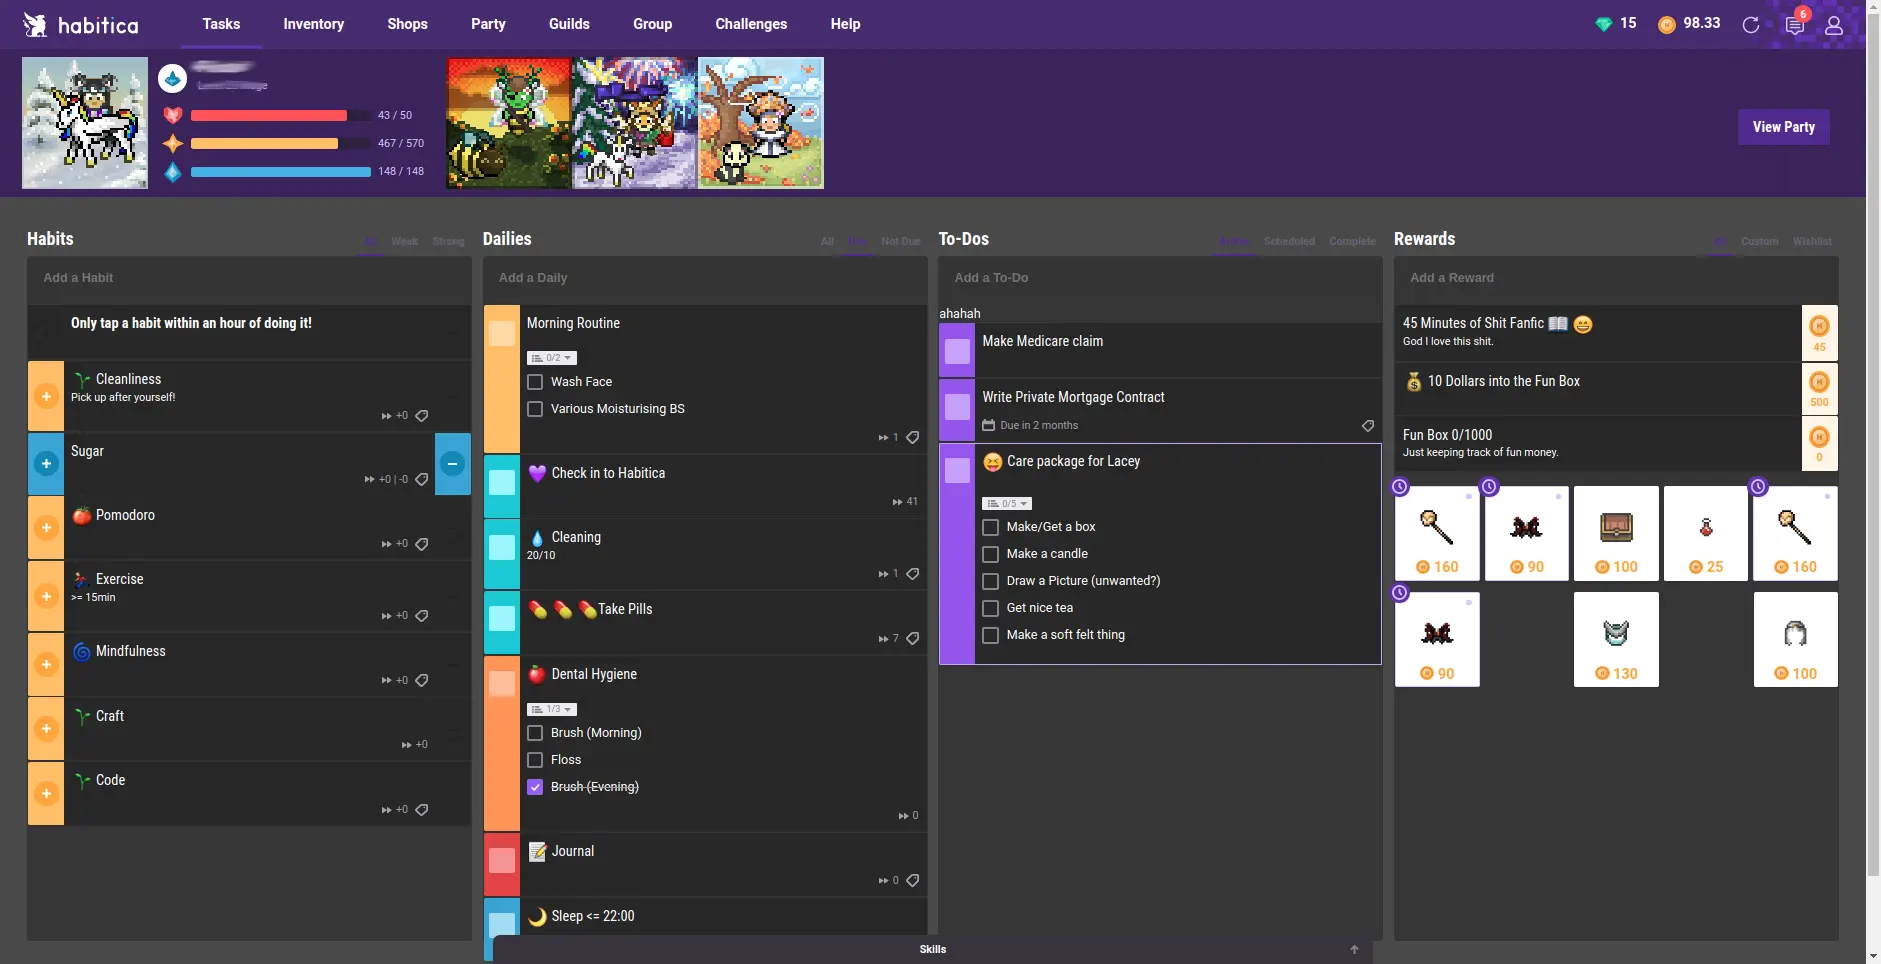 habitica
Tasks
Inventory
Shops
Party
Guilds
Group
Challenges
Help
15
98.33
6
43 / 50
467 / 570
148 / 148
View Party
Habits
Weak
Strong
Add a Habit
Only tap a habit within an hour of doing it!
Cleanliness
Pick up after yourself!
+0
Sugar
+0 | -0
Pomodoro
+0
Exercise
>= 15min
+0
Mindfulness
+0
Craft
+0
Code
+0
Dailies
All
Due
Not Due
Add a Daily
Morning Routine
0/2
Wash Face
Various Moisturising BS
1
Check in to Habitica
41
Cleaning
20/10
1
Take Pills
7
Dental Hygiene
1/3
Brush (Morning)
Floss
Brush (Evening)
0
Journal
0
Sleep <= 22:00
To-Dos
Active
Scheduled
Complete
Add a To-Do
ahahah
Make Medicare claim
Write Private Mortgage Contract
Due in 2 months
Care package for Lacey
0/5
Make/Get a box
Make a candle
Draw a Picture (unwanted?)
Get nice tea
Make a soft felt thing
Rewards
All
Custom
Wishlist
Add a Reward
45 Minutes of Shit Fanfic
God I love this shit.
45
10 Dollars into the Fun Box
500
Fun Box 0/1000
Just keeping track of fun money.
0
160
90
100
25
160
90
130
100
Skills